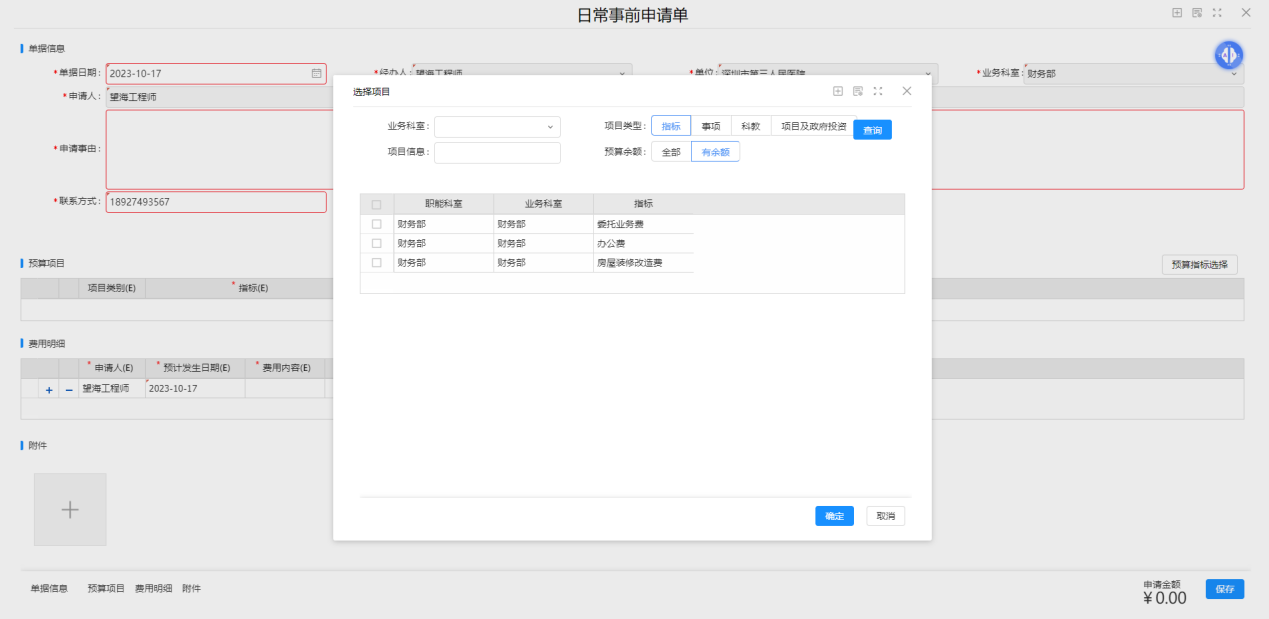 日常事前申请单
单据信息
*单据日期: 2023-10-17 *经办人: 望海工程师 *单位: 深圳市第三人民医院 *业务科室: 财务部
*申请人: 望海工程师
*申请事由:
*联系方式: 18927493567
选择项目
业务科室: 项目类型: 指标 事项 科教 项目及政府投资 查询
项目信息: 预算余额: 全部 有余额
职能科室 业务科室 指标
财务部 财务部 委托业务费
财务部 财务部 办公费
财务部 财务部 房屋装修改造费
确定 取消
预算项目 预算指标选择
项目类别(E) *指标(E)
费用明细
*申请人(E) *预计发生日期(E) *费用内容(E)
+ − 望海工程师 2023-10-17
附件
单据信息 预算项目 费用明细 附件
申请金额
¥0.00
保存